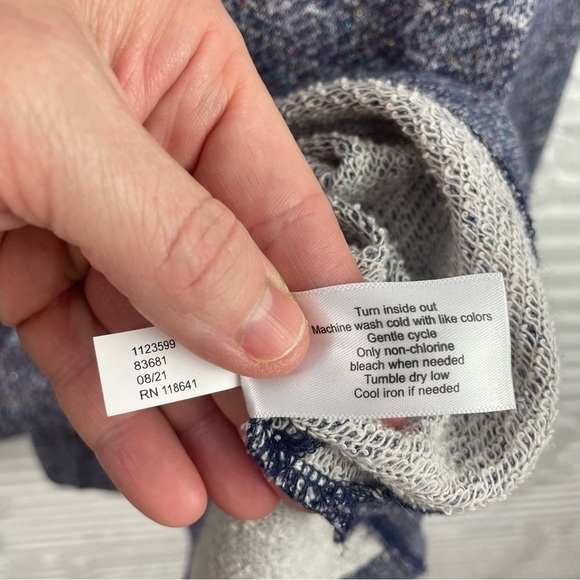 1123599
83681
08/21
RN 118641
Turn inside out
Machine wash cold with like colors
Gentle cycle
Only non-chlorine
bleach when needed
Tumble dry low
Cool iron if needed